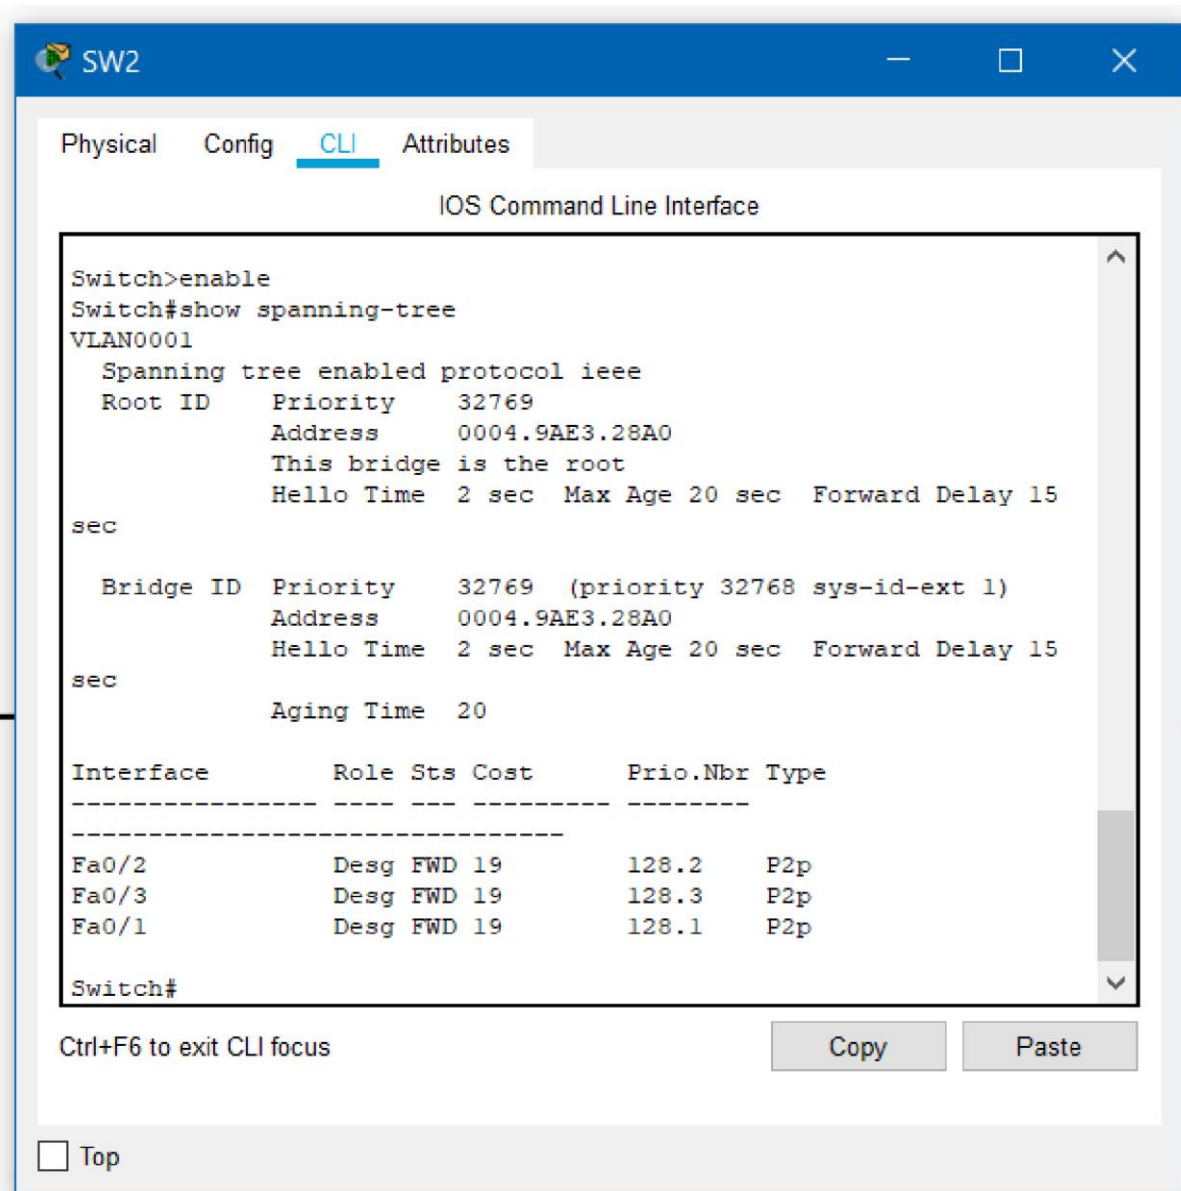 SW2
Physical Config CLI Attributes
IOS Command Line Interface
Switch>enable
Switch#show spanning-tree
VLAN0001
  Spanning tree enabled protocol ieee
  Root ID    Priority    32769
             Address     0004.9AE3.28A0
             This bridge is the root
             Hello Time  2 sec  Max Age 20 sec  Forward Delay 15
sec
  Bridge ID  Priority    32769  (priority 32768 sys-id-ext 1)
             Address     0004.9AE3.28A0
             Hello Time  2 sec  Max Age 20 sec  Forward Delay 15
sec
             Aging Time  20
Interface        Role Sts Cost      Prio.Nbr Type
---------------- ---- --- --------- --------
--------------------------------
Fa0/2            Desg FWD 19        128.2    P2p
Fa0/3            Desg FWD 19        128.3    P2p
Fa0/1            Desg FWD 19        128.1    P2p
Switch#
Ctrl+F6 to exit CLI focus
Copy Paste
Top